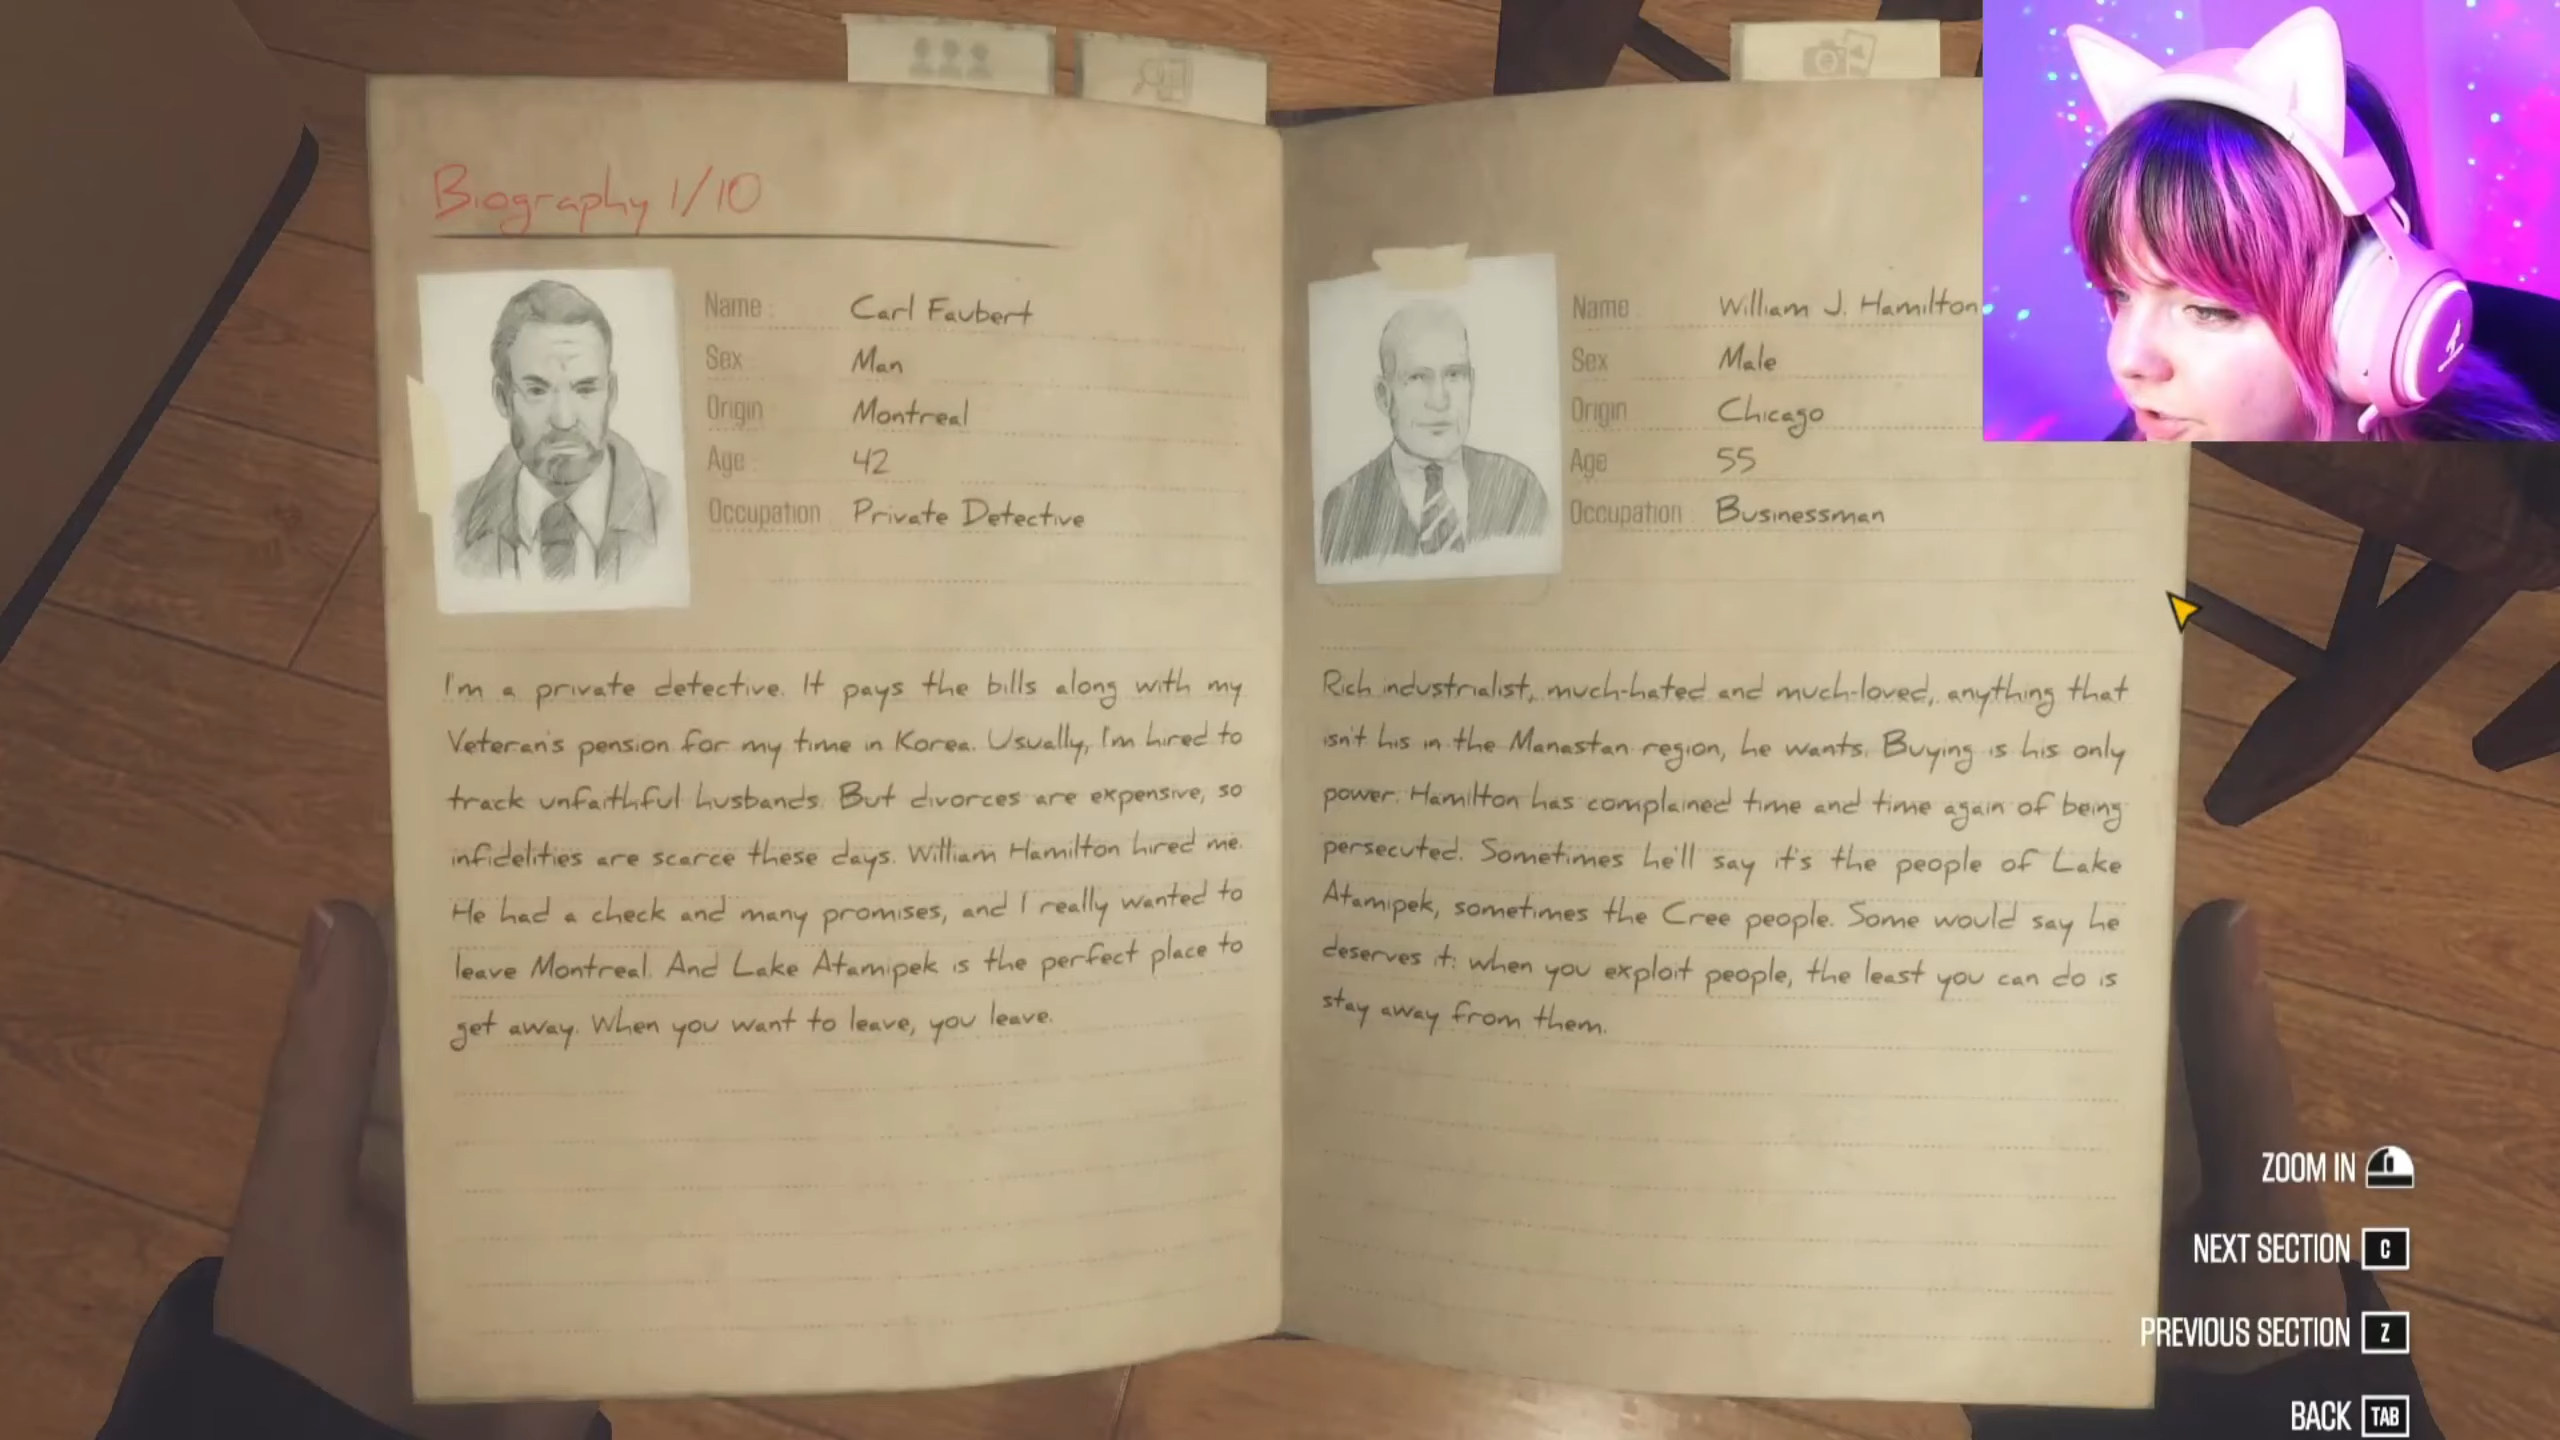 Biography 1/10
Name : Carl Faubert
Sex Man
Origin Montreal
Age : 42
Occupation Private Detective
I'm a private detective. It pays the bills along with my
Veteran's pension for my time in Korea. Usually, I'm hired to
track unfaithful husbands. But divorces are expensive, so
infidelities are scarce these days. William Hamilton hired me.
He had a check and many promises, and I really wanted to
leave Montreal. And Lake Atamipek is the perfect place to
get away. When you want to leave, you leave.
Name William J. Hamilton
Sex Male
Origin Chicago
Age 55
Occupation Businessman
Rich industrialist, much-hated and much-loved, anything that
isn't his in the Manastan region, he wants. Buying is his only
power. Hamilton has complained time and time again of being
persecuted. Sometimes he'll say it's the people of Lake
Atamipek, sometimes the Cree people. Some would say he
deserves it: when you exploit people, the least you can do is
stay away from them.
ZOOM IN
NEXT SECTION C
PREVIOUS SECTION Z
BACK TAB